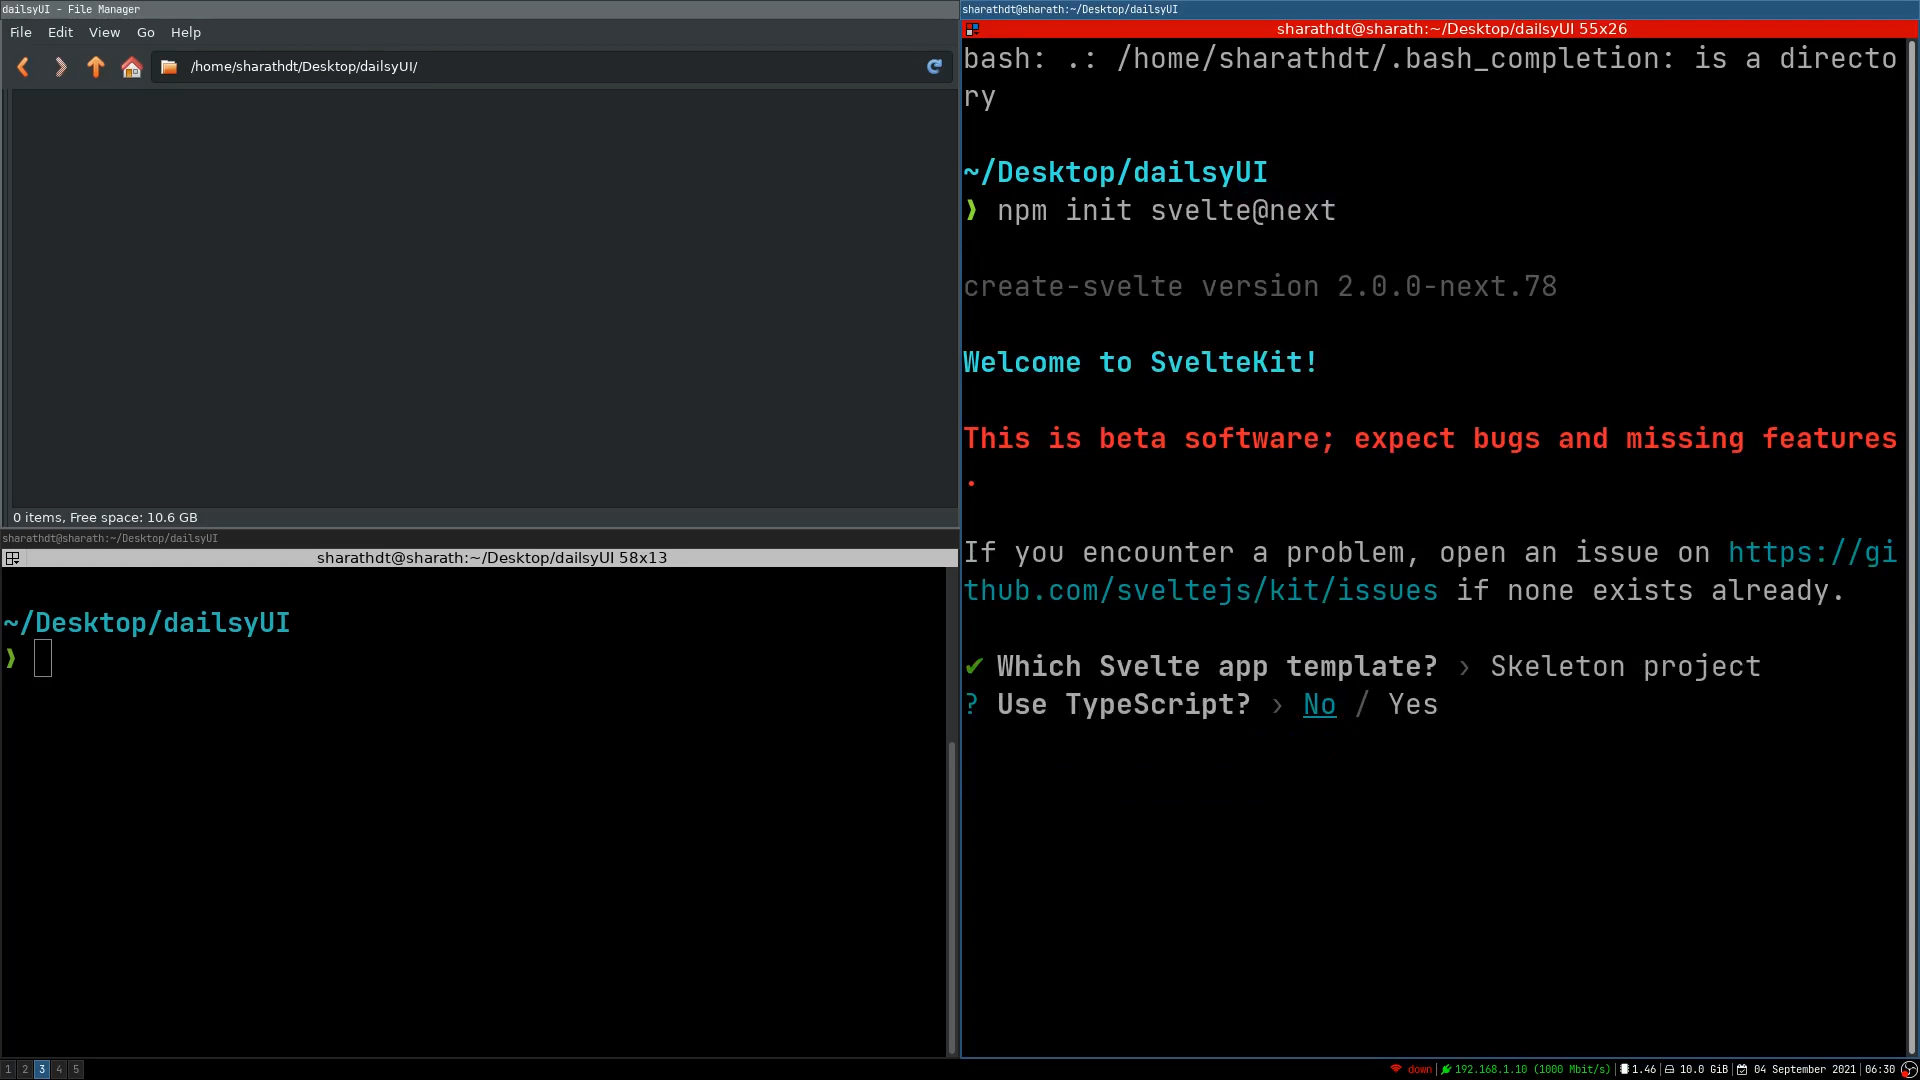 dailsyUI - File Manager
File Edit View Go Help
/home/sharathdt/Desktop/dailsyUI/
0 items, Free space: 10.6 GB
sharathdt@sharath:~/Desktop/dailsyUI
sharathdt@sharath:~/Desktop/dailsyUI 58x13
~/Desktop/dailsyUI
❱
sharathdt@sharath:~/Desktop/dailsyUI
sharathdt@sharath:~/Desktop/dailsyUI 55x26
bash: .: /home/sharathdt/.bash_completion: is a directo
ry
~/Desktop/dailsyUI
❱ npm init svelte@next
create-svelte version 2.0.0-next.78
Welcome to SvelteKit!
This is beta software; expect bugs and missing features
.
If you encounter a problem, open an issue on https://gi
thub.com/sveltejs/kit/issues if none exists already.
✔ Which Svelte app template? › Skeleton project
? Use TypeScript? › No / Yes
1 2 3 4 5
down | 192.168.1.10 (1000 Mbit/s) | 1.46 | 10.0 GiB | 04 September 2021 | 06:30